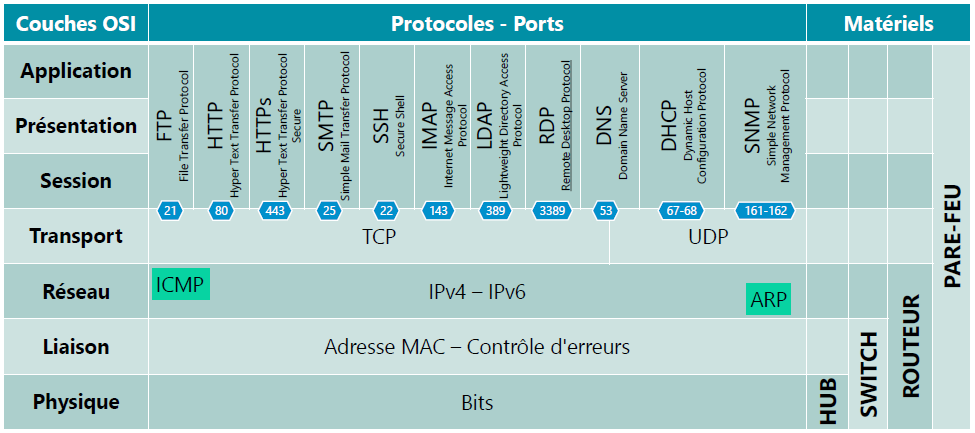 Couches OSI
Protocoles - Ports
Matériels
Application
Présentation
Session
FTP
File Transfer Protocol
HTTP
Hyper Text Transfer Protocol
HTTPs
Hyper Text Transfer Protocol
Secure
SMTP
Simple Mail Transfer Protocol
SSH
Secure Shell
IMAP
Internet Message Access
Protocol
LDAP
Lightweight Directory Access
Protocol
RDP
Remote Desktop Protocol
DNS
Domain Name Server
DHCP
Dynamic Host
Configuration Protocol
SNMP
Simple Network
Management Protocol
21
80
443
25
22
143
389
3389
53
67-68
161-162
Transport
TCP
UDP
Réseau
ICMP
IPv4 – IPv6
ARP
Liaison
Adresse MAC – Contrôle d'erreurs
Physique
Bits
HUB
SWITCH
ROUTEUR
PARE-FEU